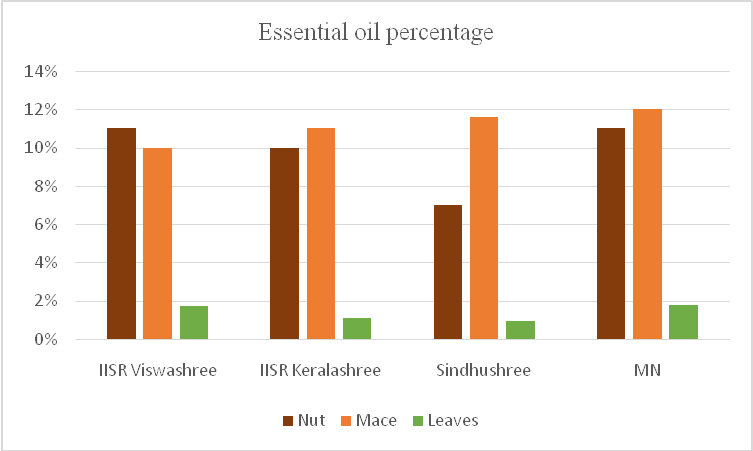 Essential oil percentage
14%
12%
10%
8%
6%
4%
2%
0%
IISR Viswashree IISR Keralashree Sindhushree MN
Nut Mace Leaves